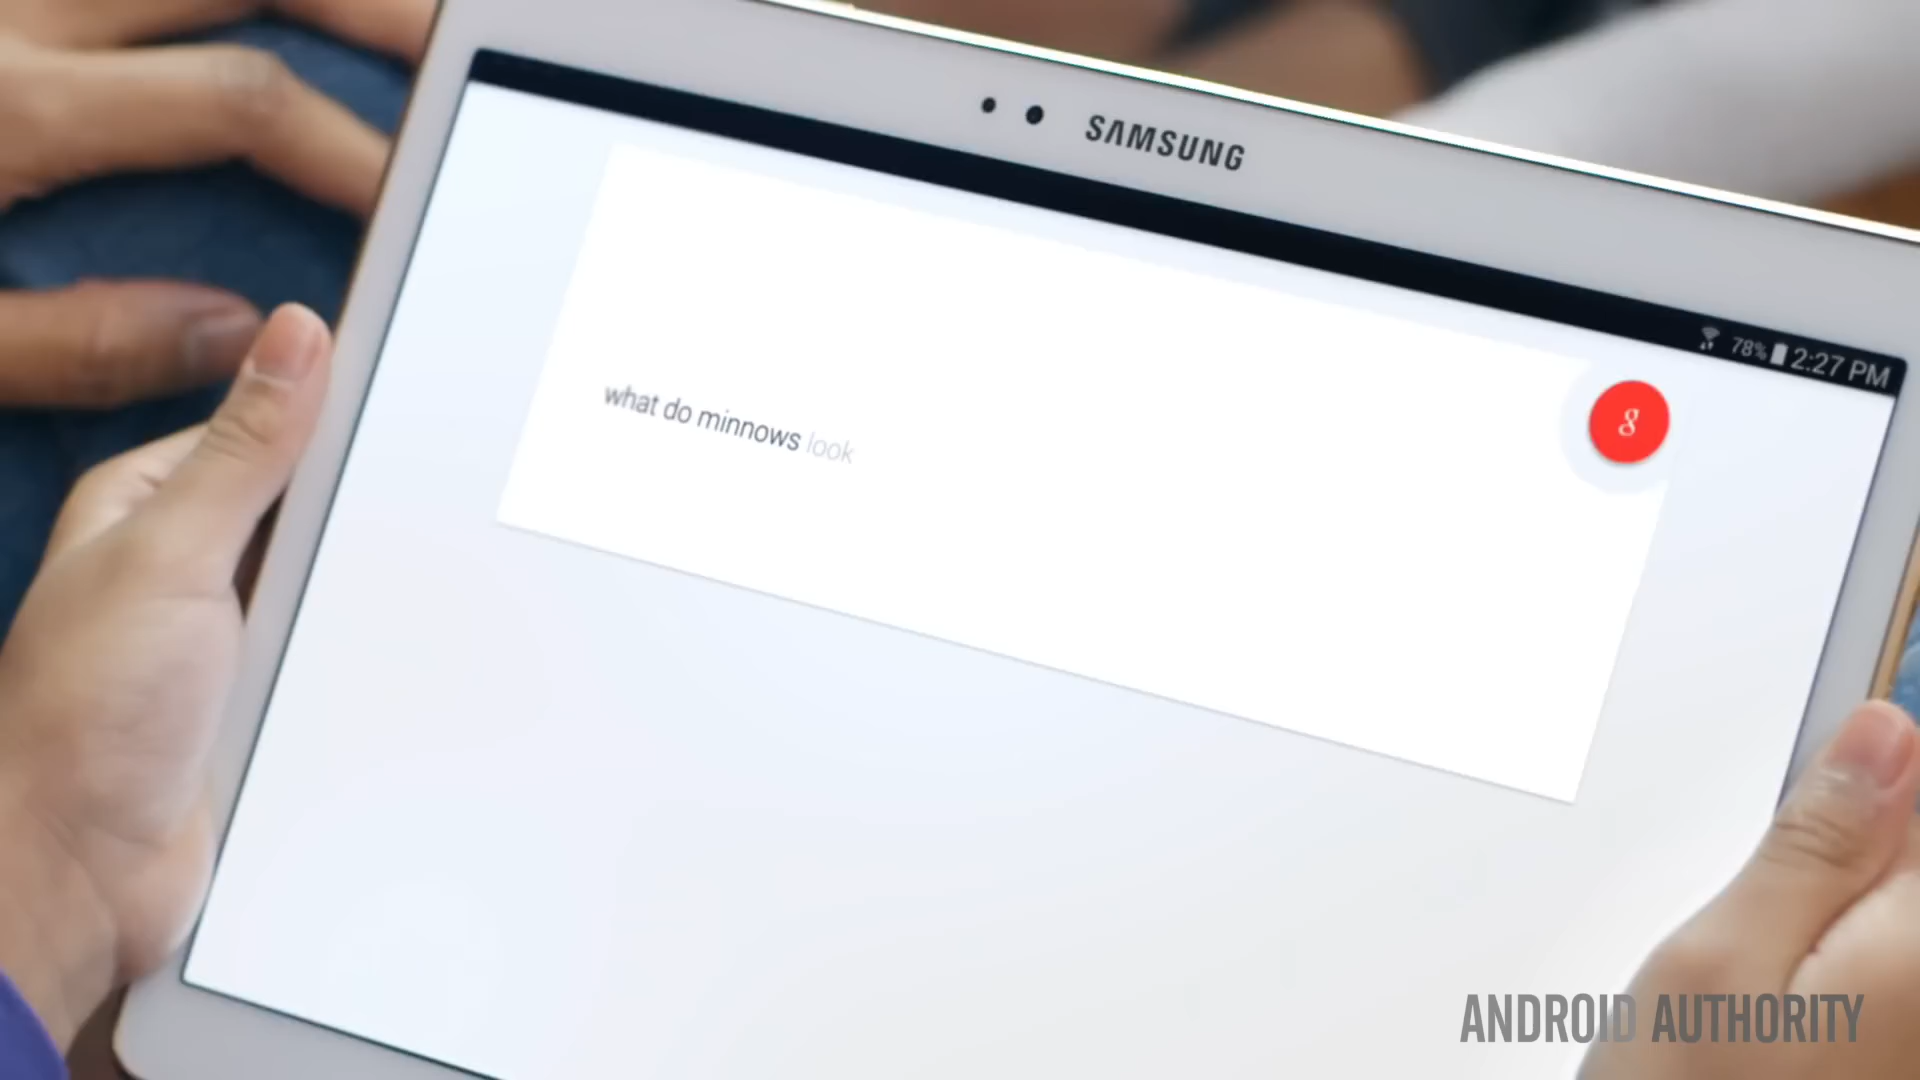 SAMSUNG
78% 2:27 PM
g
what do minnows look
ANDROID AUTHORITY